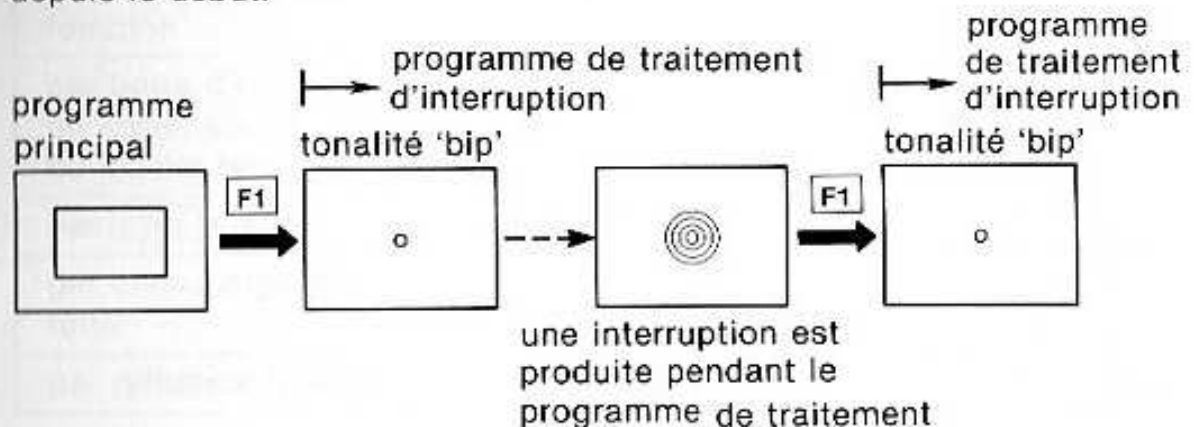 programme
principal
programme de traitement
d'interruption
tonalité 'bip'
F1
une interruption est
produite pendant le
programme de traitement
F1
programme
de traitement
d'interruption
tonalité 'bip'